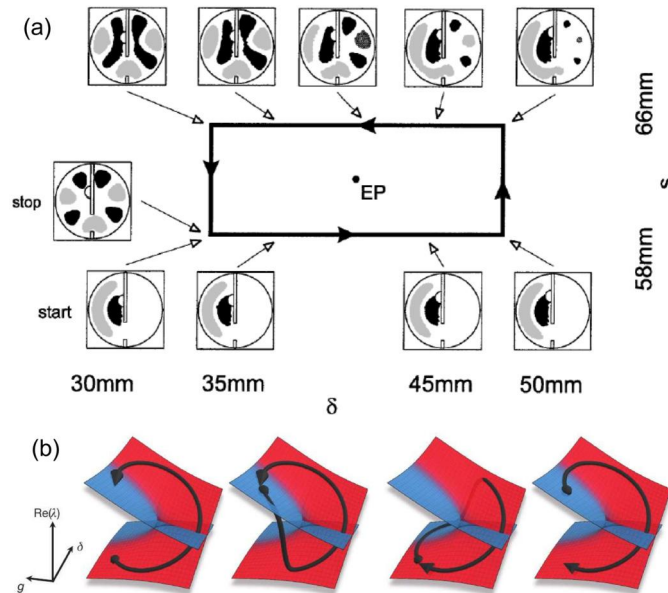 (a)
66mm
EP
s
stop
58mm
start
30mm 35mm 45mm 50mm
δ
(b)
Re(λ)
δ
g